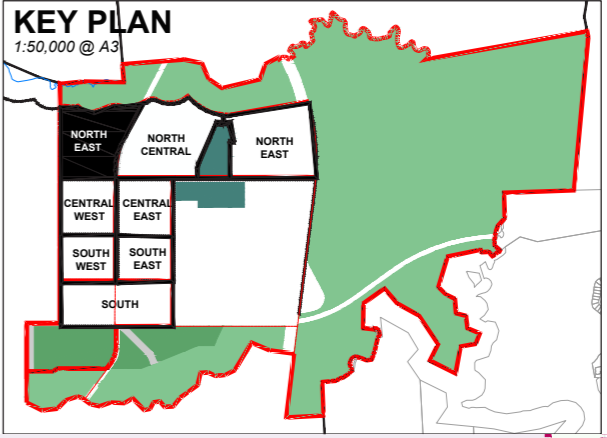 KEY PLAN
1:50,000 @ A3
NORTH
EAST
NORTH
CENTRAL
NORTH
EAST
CENTRAL
WEST
CENTRAL
EAST
SOUTH
WEST
SOUTH
EAST
SOUTH